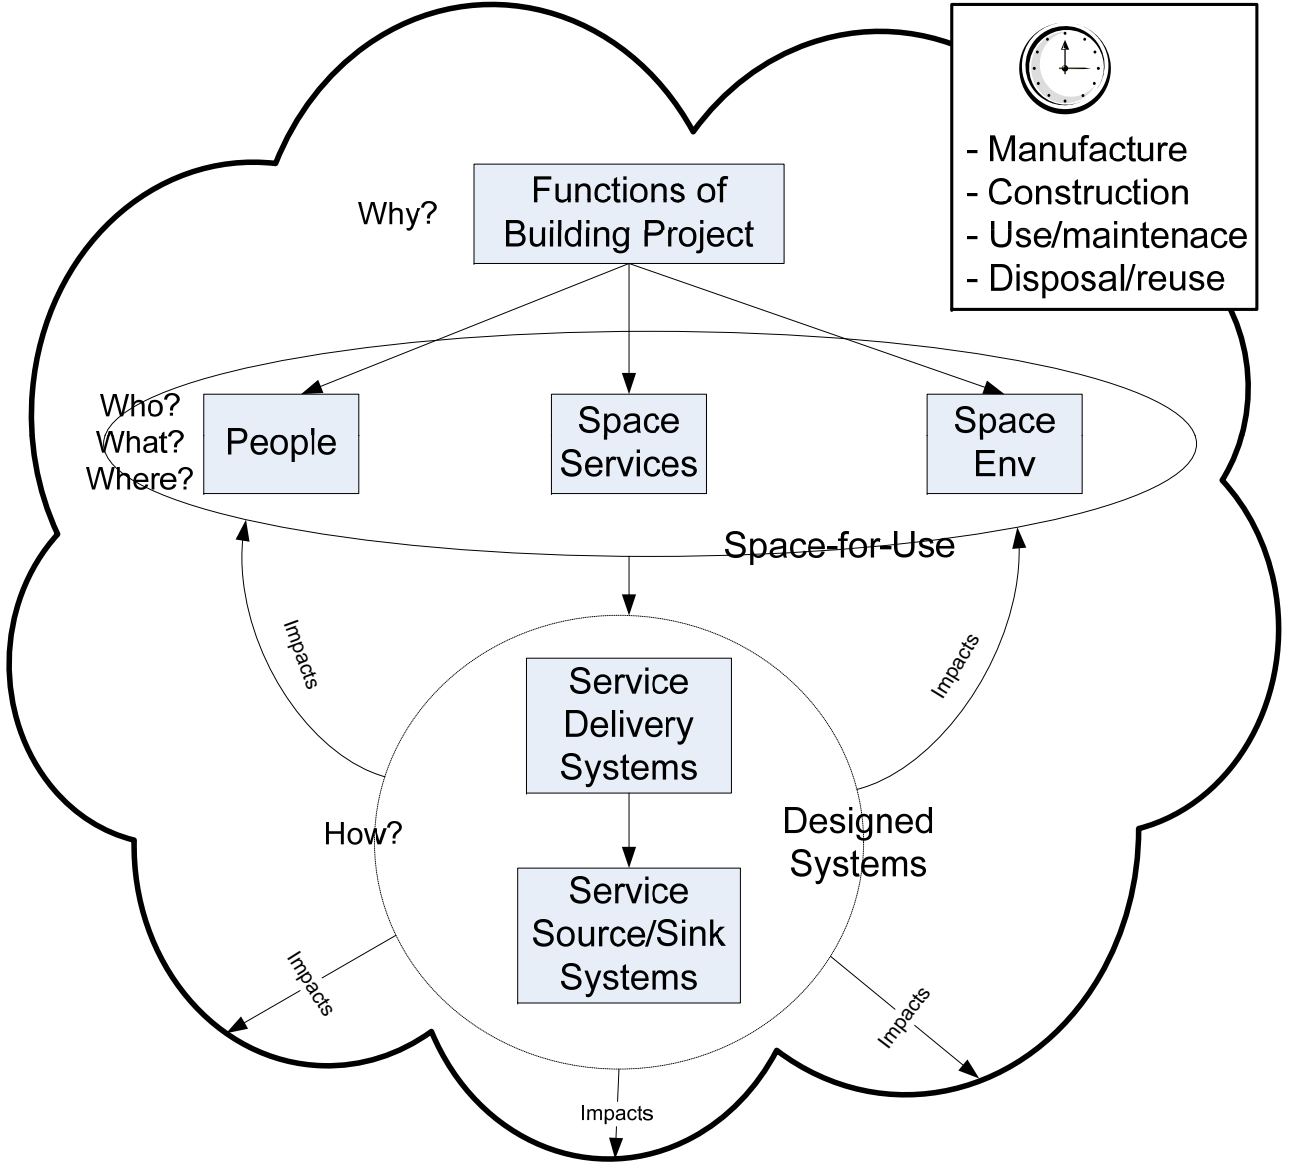 - Manufacture
- Construction
- Use/maintenace
- Disposal/reuse
Why?
Functions of
Building Project
Who?
What?
Where?
People
Space
Services
Space
Env
Space-for-Use
Impacts
Impacts
Service
Delivery
Systems
How?
Designed
Systems
Service
Source/Sink
Systems
Impacts
Impacts
Impacts